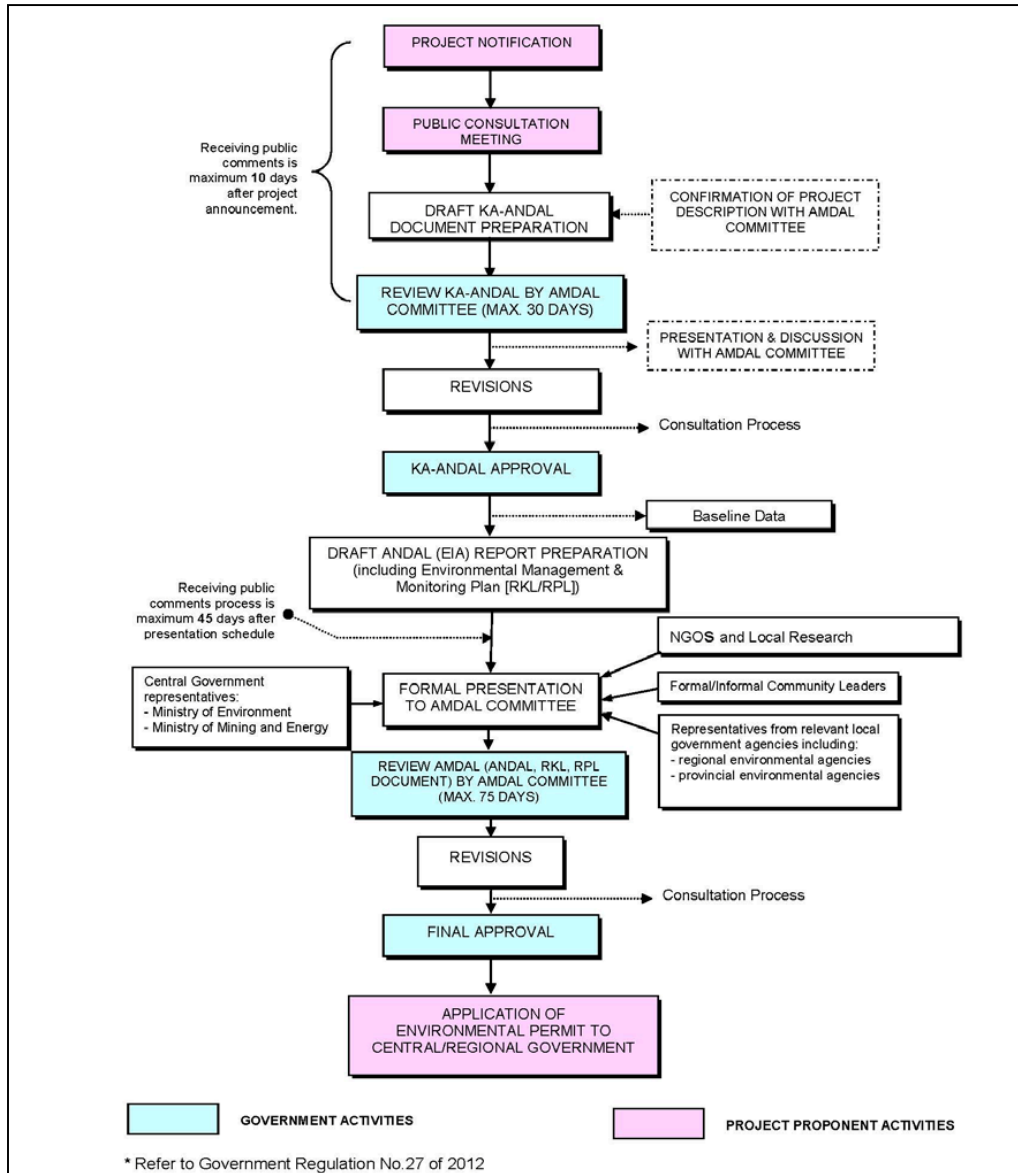 PROJECT NOTIFICATION
PUBLIC CONSULTATION
MEETING
Receiving public
comments is
maximum 10 days
after project
announcement.
DRAFT KA-ANDAL
DOCUMENT PREPARATION
CONFIRMATION OF PROJECT
DESCRIPTION WITH AMDAL
COMMITTEE
REVIEW KA-ANDAL BY AMDAL
COMMITTEE (MAX. 30 DAYS)
PRESENTATION & DISCUSSION
WITH AMDAL COMMITTEE
REVISIONS
Consultation Process
KA-ANDAL APPROVAL
Baseline Data
DRAFT ANDAL (EIA) REPORT PREPARATION
(including Environmental Management &
Monitoring Plan [RKL/RPL])
Receiving public
comments process is
maximum 45 days after
presentation schedule
NGOS and Local Research
Central Government
representatives:
- Ministry of Environment
- Ministry of Mining and Energy
FORMAL PRESENTATION
TO AMDAL COMMITTEE
Formal/Informal Community Leaders
Representatives from relevant local
government agencies including:
- regional environmental agencies
- provincial environmental agencies
REVIEW AMDAL (ANDAL, RKL, RPL
DOCUMENT) BY AMDAL COMMITTEE
(MAX. 75 DAYS)
REVISIONS
Consultation Process
FINAL APPROVAL
APPLICATION OF
ENVIRONMENTAL PERMIT TO
CENTRAL/REGIONAL GOVERNMENT
GOVERNMENT ACTIVITIES
PROJECT PROPONENT ACTIVITIES
* Refer to Government Regulation No.27 of 2012